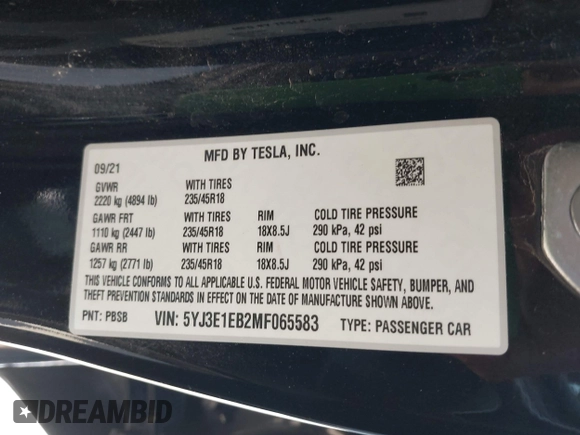 MFD BY TESLA, INC.
09/21
GVWR WITH TIRES
2220 kg (4894 lb) 235/45R18
GAWR FRT WITH TIRES RIM COLD TIRE PRESSURE
1110 kg (2447 lb) 235/45R18 18X8.5J 290 kPa, 42 psi
GAWR RR WITH TIRES RIM COLD TIRE PRESSURE
1257 kg (2771 lb) 235/45R18 18X8.5J 290 kPa, 42 psi
THIS VEHICLE CONFORMS TO ALL APPLICABLE U.S. FEDERAL MOTOR VEHICLE SAFETY, BUMPER, AND
THEFT PREVENTION STANDARDS IN EFFECT ON THE DATE OF MANUFACTURE SHOWN ABOVE.
PNT: PBSB VIN: 5YJ3E1EB2MF065583 TYPE: PASSENGER CAR
DREAMBID